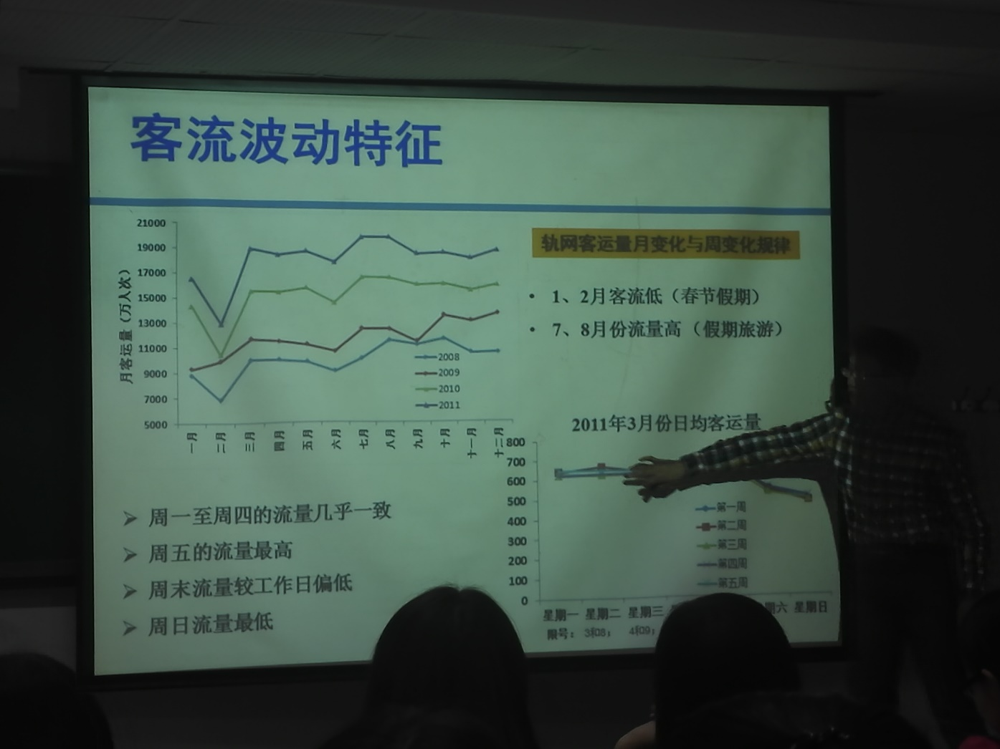 客流波动特征
21000
19000
17000
15000
13000
11000
9000
7000
5000
月客运量（万人次）
2008
2009
2010
2011
一月 二月 三月 四月 五月 六月 七月 八月 九月 十月 十一月 十二月
轨网客运量月变化与周变化规律
• 1、2月客流低（春节假期）
• 7、8月份流量高（假期旅游）
➢ 周一至周四的流量几乎一致
➢ 周五的流量最高
➢ 周末流量较工作日偏低
➢ 周日流量最低
2011年3月份日均客运量
800
700
600
500
400
300
200
100
0
第一周
第二周
第三周
第四周
第五周
星期一 星期二 星期三 期六 星期日
限号： 3和8； 4和9；